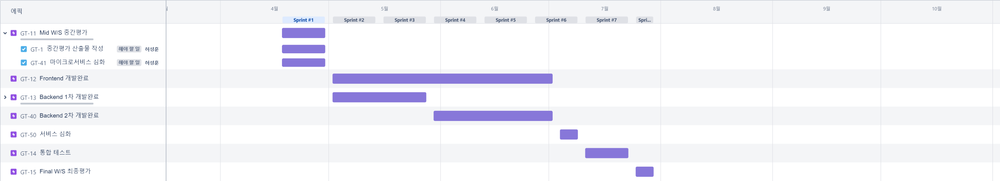 에픽
4월 5월 6월 7월 8월 9월 10월
Sprint #1 Sprint #2 Sprint #3 Sprint #4 Sprint #5 Sprint #6 Sprint #7 Spri...
GT-11 Mid W/S 중간평가
GT-1 중간평가 산출물 작성 해야 할 일 허성훈
GT-41 마이크로서비스 심화 해야 할 일 허성훈
GT-12 Frontend 개발완료
GT-13 Backend 1차 개발완료
GT-40 Backend 2차 개발완료
GT-50 서비스 심화
GT-14 통합 테스트
GT-15 Final W/S 최종평가